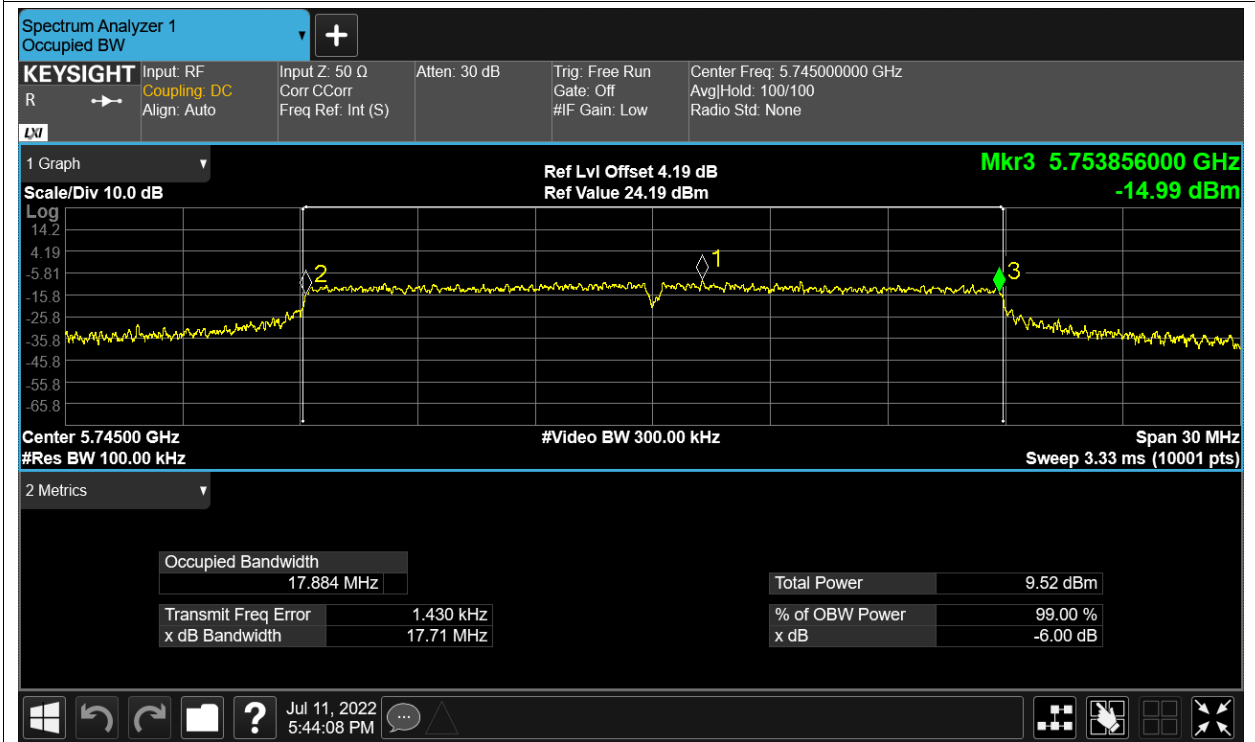 Spectrum Analyzer 1
Occupied BW
KEYSIGHT
R
LXI
Input: RF
Coupling: DC
Align: Auto
Input Z: 50 Ω
Corr CCorr
Freq Ref: Int (S)
Atten: 30 dB
Trig: Free Run
Gate: Off
#IF Gain: Low
Center Freq: 5.745000000 GHz
Avg|Hold: 100/100
Radio Std: None
1 Graph
Scale/Div 10.0 dB
Ref Lvl Offset 4.19 dB
Ref Value 24.19 dBm
Mkr3 5.753856000 GHz
-14.99 dBm
Log
14.2
4.19
-5.81
-15.8
-25.8
-35.8
-45.8
-55.8
-65.8
2
1
3
Center 5.74500 GHz
#Video BW 300.00 kHz
Span 30 MHz
#Res BW 100.00 kHz
Sweep 3.33 ms (10001 pts)
2 Metrics
Occupied Bandwidth
17.884 MHz
Transmit Freq Error 1.430 kHz
x dB Bandwidth 17.71 MHz
Total Power 9.52 dBm
% of OBW Power 99.00 %
x dB -6.00 dB
?
Jul 11, 2022
5:44:08 PM